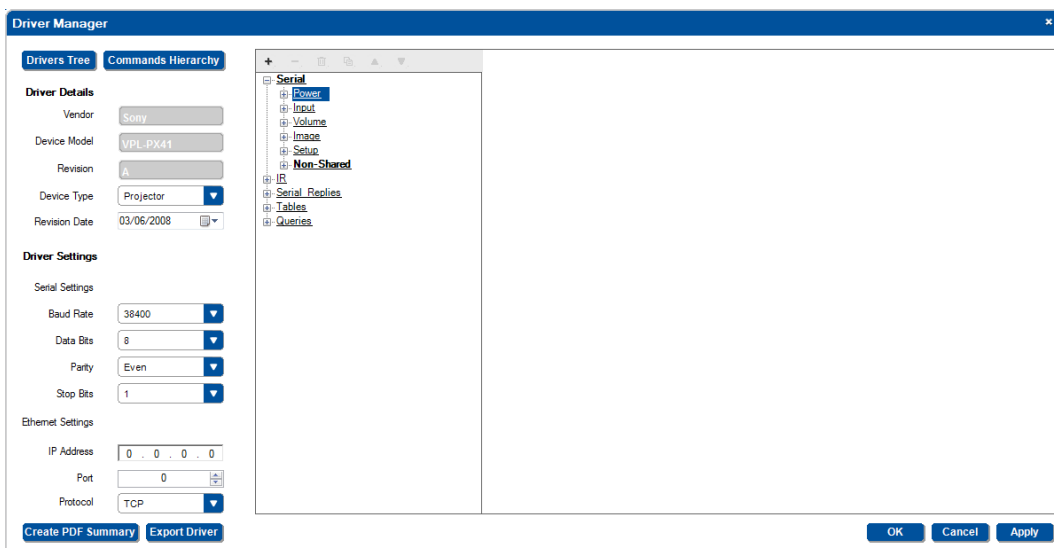 Driver Manager
Drivers Tree
Commands Hierarchy
Driver Details
Vendor
Sony
Device Model
VPL-PX41
Revision
A
Device Type
Projector
Revision Date
03/06/2008
Driver Settings
Serial Settings
Baud Rate
38400
Data Bits
8
Parity
Even
Stop Bits
1
Ethernet Settings
IP Address
0 . 0 . 0 . 0
Port
0
Protocol
TCP
Create PDF Summary
Export Driver
Serial
Power
Input
Volume
Image
Setup
Non-Shared
IR
Serial_Replies
Tables
Queries
OK
Cancel
Apply